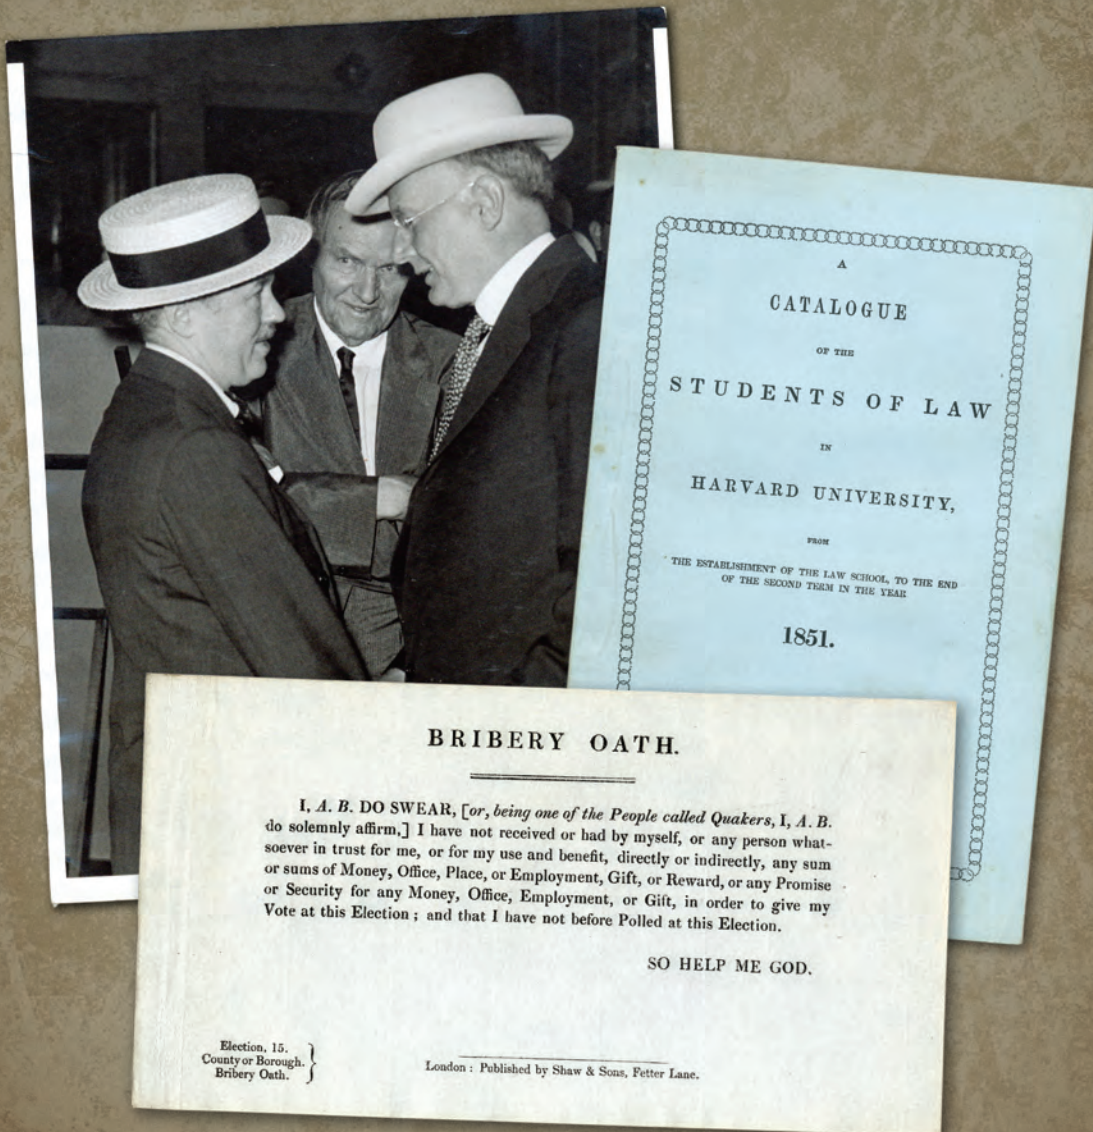 A
CATALOGUE
OF THE
STUDENTS OF LAW
IN
HARVARD UNIVERSITY,
FROM
THE ESTABLISHMENT OF THE LAW SCHOOL, TO THE END
OF THE SECOND TERM IN THE YEAR
1851.
BRIBERY OATH.
I, A. B. DO SWEAR, [or, being one of the People called Quakers, I, A. B.
do solemnly affirm,] I have not received or had by myself, or any person what-
soever in trust for me, or for my use and benefit, directly or indirectly, any sum
or sums of Money, Office, Place, or Employment, Gift, or Reward, or any Promise
or Security for any Money, Office, Employment, or Gift, in order to give my
Vote at this Election ; and that I have not before Polled at this Election.
SO HELP ME GOD.
Election, 15.
County or Borough.
Bribery Oath.
London : Published by Shaw & Sons, Fetter Lane.